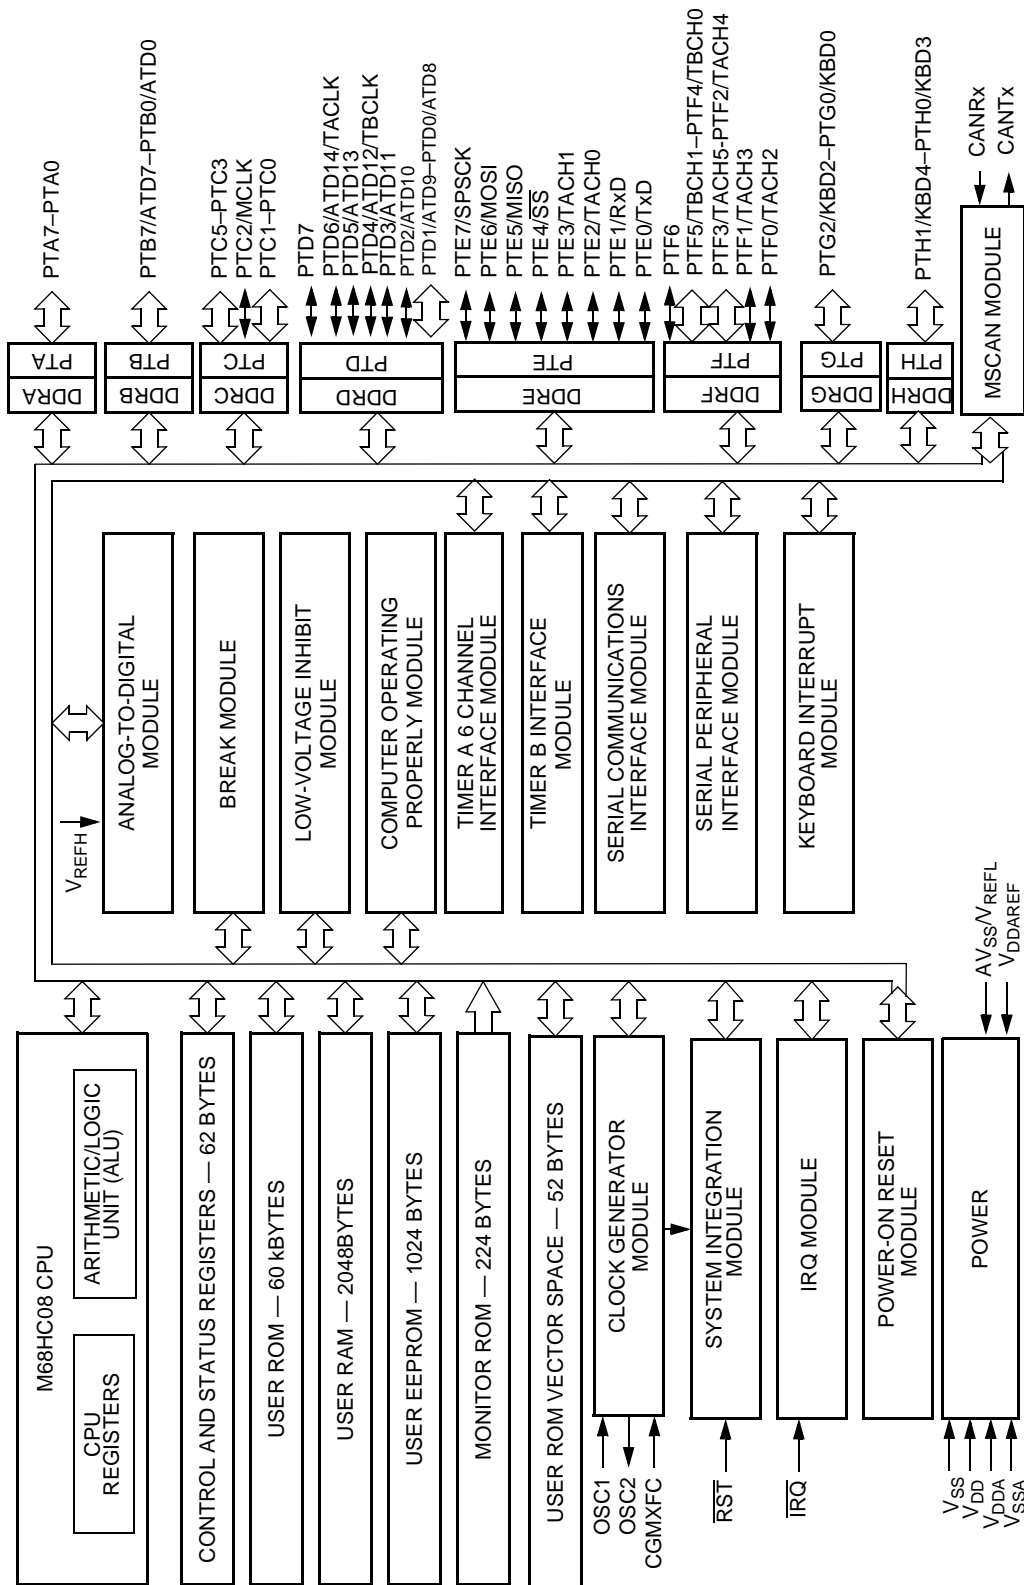 M68HC08 CPU
CPU
REGISTERS
ARITHMETIC/LOGIC
UNIT (ALU)
CONTROL AND STATUS REGISTERS — 62 BYTES
USER ROM — 60 kBYTES
USER RAM — 2048BYTES
USER EEPROM — 1024 BYTES
MONITOR ROM — 224 BYTES
USER ROM VECTOR SPACE — 52 BYTES
OSC1
OSC2
CGMXFC
CLOCK GENERATOR
MODULE
RST
SYSTEM INTEGRATION
MODULE
IRQ
IRQ MODULE
POWER-ON RESET
MODULE
VSS
VDD
VDDA
VSSA
POWER
AVSS/VREFL
VDDAREF
VREFH
ANALOG-TO-DIGITAL
MODULE
BREAK MODULE
LOW-VOLTAGE INHIBIT
MODULE
COMPUTER OPERATING
PROPERLY MODULE
TIMER A 6 CHANNEL
INTERFACE MODULE
TIMER B INTERFACE
MODULE
SERIAL COMMUNICATIONS
INTERFACE MODULE
SERIAL PERIPHERAL
INTERFACE MODULE
KEYBOARD INTERRUPT
MODULE
DDRA
PTA
PTA7–PTA0
DDRB
PTB
PTB7/ATD7–PTB0/ATD0
DDRC
PTC
PTC5–PTC3
PTC2/MCLK
PTC1–PTC0
DDRD
PTD
PTD7
PTD6/ATD14/TACLK
PTD5/ATD13
PTD4/ATD12/TBCLK
PTD3/ATD11
PTD2/ATD10
PTD1/ATD9–PTD0/ATD8
DDRE
PTE
PTE7/SPSCK
PTE6/MOSI
PTE5/MISO
PTE4/SS
PTE3/TACH1
PTE2/TACH0
PTE1/RxD
PTE0/TxD
DDRF
PTF
PTF6
PTF5/TBCH1–PTF4/TBCH0
PTF3/TACH5-PTF2/TACH4
PTF1/TACH3
PTF0/TACH2
DDRG
PTG
PTG2/KBD2–PTG0/KBD0
DDRH
PTH
PTH1/KBD4–PTH0/KBD3
MSCAN MODULE
CANRx
CANTx